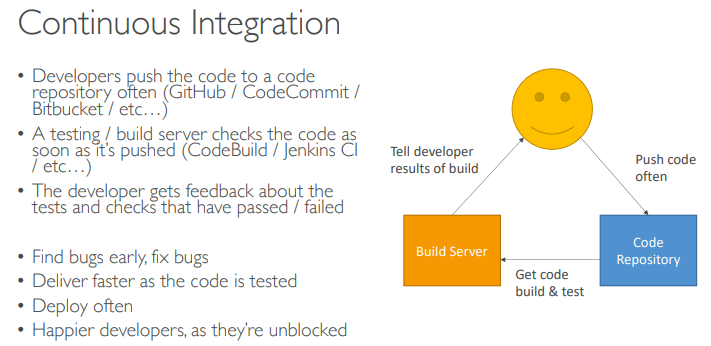 Continuous Integration
• Developers push the code to a code
repository often (GitHub / CodeCommit /
Bitbucket / etc…)
• A testing / build server checks the code as
soon as it's pushed (CodeBuild / Jenkins CI
/ etc…)
• The developer gets feedback about the
tests and checks that have passed / failed
• Find bugs early, fix bugs
• Deliver faster as the code is tested
• Deploy often
• Happier developers, as they're unblocked
Tell developer
results of build
Push code
often
Build Server
Code
Repository
Get code
build & test